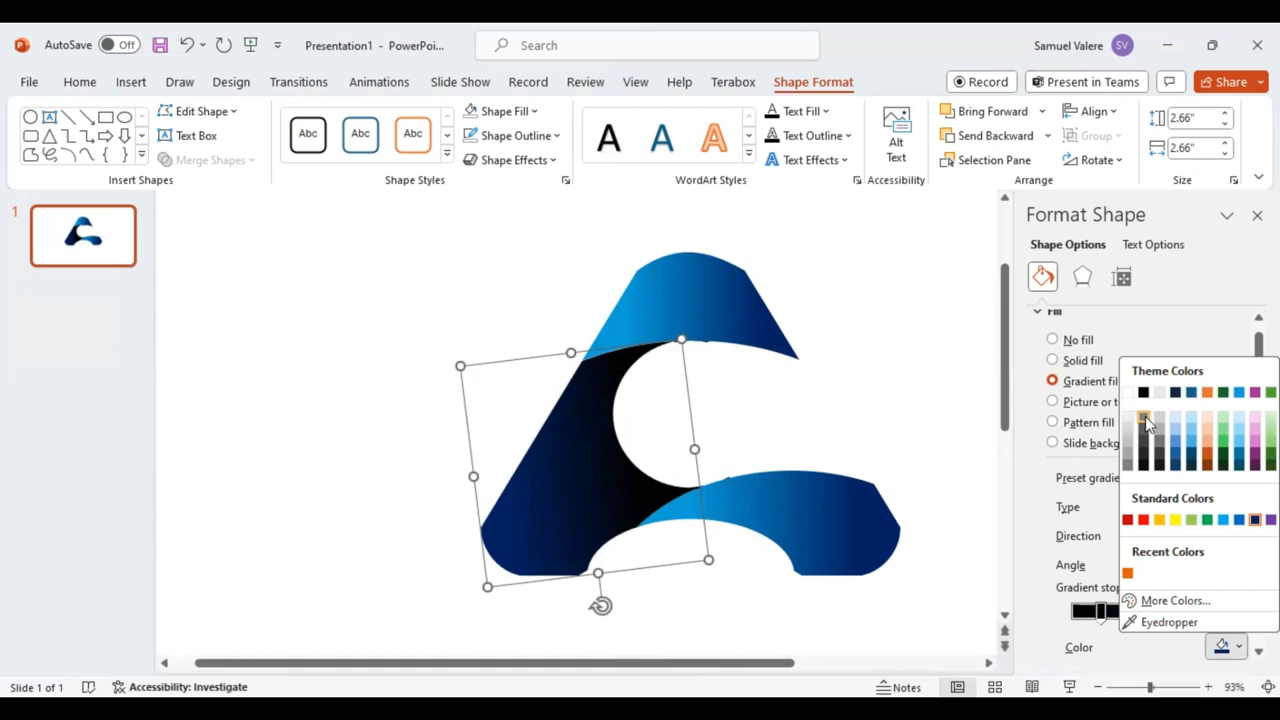 AutoSave Off Presentation1 - PowerPoi... Search Samuel Valere SV
File Home Insert Draw Design Transitions Animations Slide Show Record Review View Help Terabox Shape Format Record Present in Teams Share
Edit Shape
Text Box
Merge Shapes
Insert Shapes
Abc Abc Abc
Shape Fill
Shape Outline
Shape Effects
Shape Styles
A A A
Text Fill
Text Outline
Text Effects
WordArt Styles
Alt
Text
Accessibility
Bring Forward
Send Backward
Selection Pane
Align
Group
Rotate
Arrange
2.66"
2.66"
Size
1
Format Shape
Shape Options Text Options
Fill
No fill
Solid fill
Gradient fil
Picture or t
Pattern fill
Slide backg
Preset gradie
Type
Direction
Angle
Gradient stop
Color
Theme Colors
Standard Colors
Recent Colors
More Colors...
Eyedropper
Slide 1 of 1 Accessibility: Investigate Notes 93%